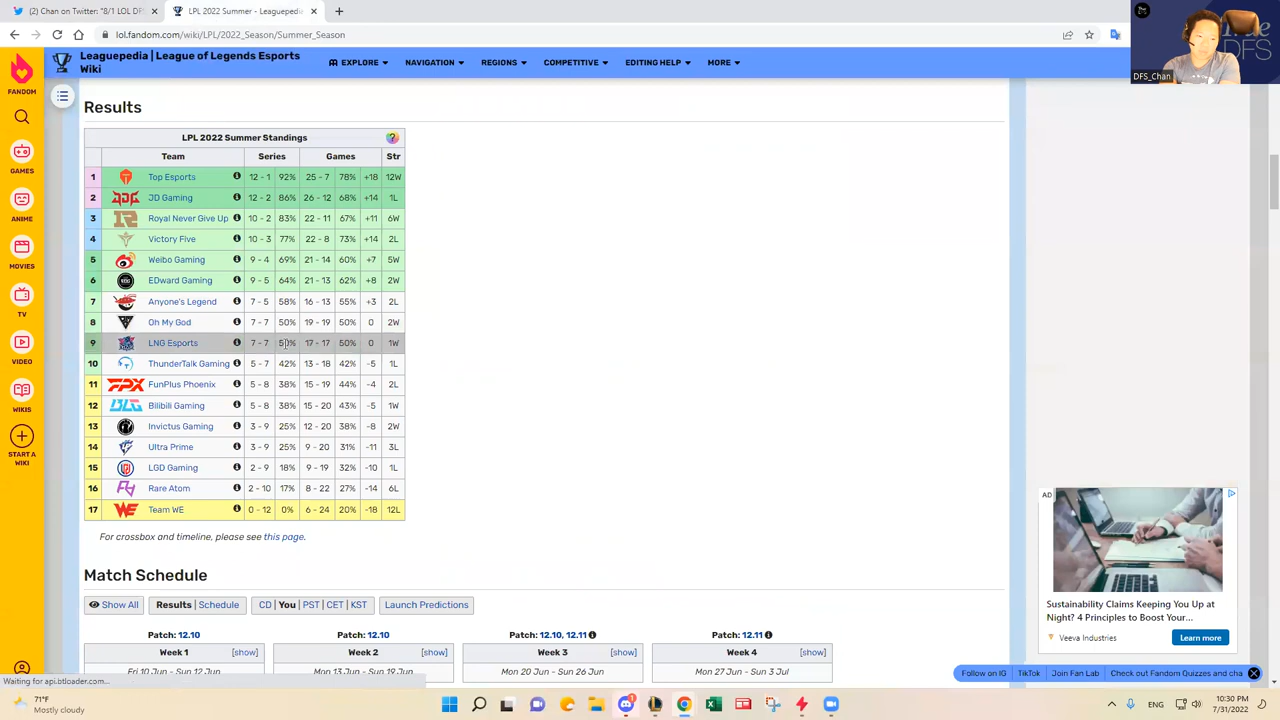 Chan on Twitter: "8/1 LOL DF
LPL 2022 Summer - Leaguepedia
lol.fandom.com/wiki/LPL/2022_Season/Summer_Season
FANDOM
GAMES
ANIME
MOVIES
TV
VIDEO
WIKIS
START A
WIKI
Leaguepedia | League of Legends Esports
Wiki
EXPLORE
NAVIGATION
REGIONS
COMPETITIVE
EDITING HELP
MORE
DFS_Chan
DFS
Results
LPL 2022 Summer Standings
Team Series Games Str
1 Top Esports 12 - 1 92% 25 - 7 78% +18 12W
2 JD Gaming 12 - 2 86% 26 - 12 68% +14 1L
3 Royal Never Give Up 10 - 2 83% 22 - 11 67% +11 6W
4 Victory Five 10 - 3 77% 22 - 8 73% +14 2L
5 Weibo Gaming 9 - 4 69% 21 - 14 60% +7 5W
6 EDward Gaming 9 - 5 64% 21 - 13 62% +8 2W
7 Anyone's Legend 7 - 5 58% 16 - 13 55% +3 2L
8 Oh My God 7 - 7 50% 19 - 19 50% 0 2W
9 LNG Esports 7 - 7 50% 17 - 17 50% 0 1W
10 ThunderTalk Gaming 5 - 7 42% 13 - 18 42% -5 1L
11 FPX FunPlus Phoenix 5 - 8 38% 15 - 19 44% -4 2L
12 BLG Bilibili Gaming 5 - 8 38% 15 - 20 43% -5 1W
13 Invictus Gaming 3 - 9 25% 12 - 20 38% -8 2W
14 Ultra Prime 3 - 9 25% 9 - 20 31% -11 3L
15 LGD Gaming 2 - 9 18% 9 - 19 32% -10 1L
16 Rare Atom 2 - 10 17% 8 - 22 27% -14 6L
17 WE Team WE 0 - 12 0% 6 - 24 20% -18 12L
For crossbox and timeline, please see this page.
Match Schedule
Show All Results | Schedule CD | You | PST | CET | KST Launch Predictions
Patch: 12.10 Patch: 12.10 Patch: 12.10, 12.11 Patch: 12.11
Week 1 [show] Week 2 [show] Week 3 [show] Week 4 [show]
Fri 10 Jun - Sun 12 Jun Mon 13 Jun - Sun 19 Jun Mon 20 Jun - Sun 26 Jun Mon 27 Jun - Sun 3 Jul
AD
Sustainability Claims Keeping You Up at
Night? 4 Principles to Boost Your...
Veeva Industries
Learn more
Follow on IG TikTok Join Fan Lab Check out Fandom Quizzes and cha
Waiting for api.btloader.com...
71°F
Mostly cloudy
ENG
10:30 PM
7/31/2022